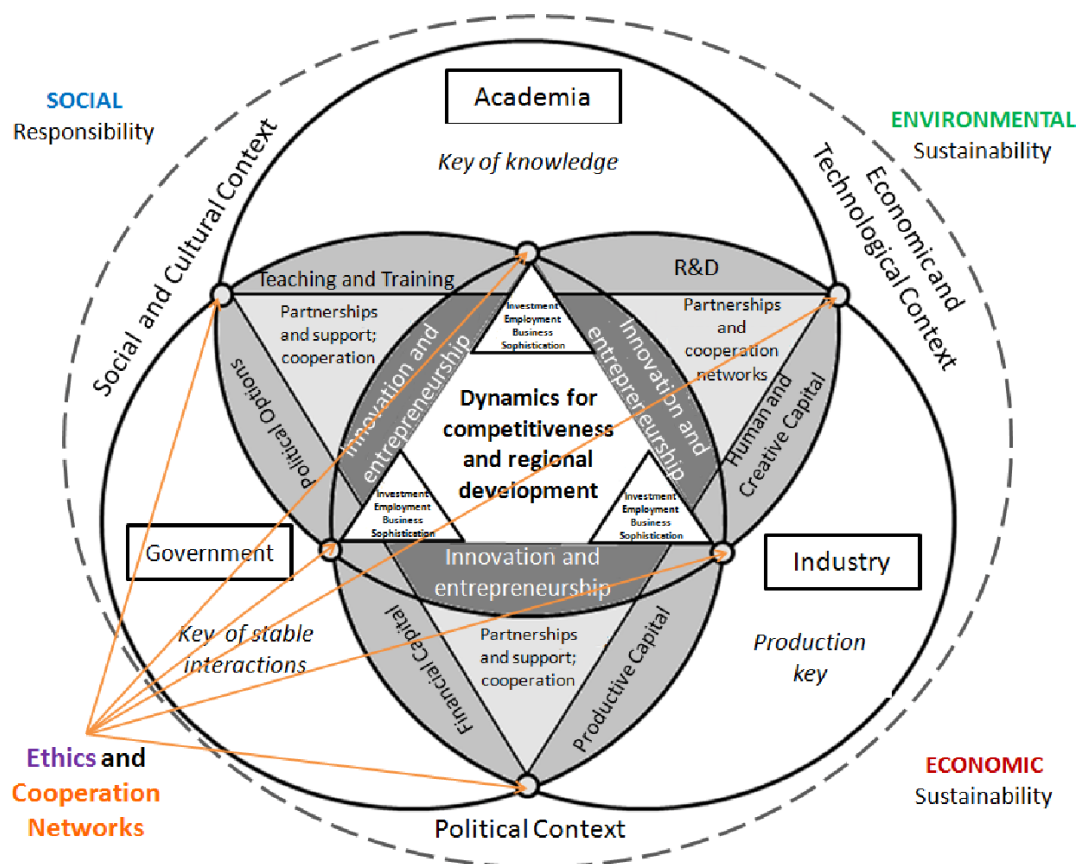 SOCIAL
Responsibility
Academia
ENVIRONMENTAL
Sustainability
Key of knowledge
Social and Cultural Context
Economic and
Technological Context
Teaching and Training
R&D
Partnerships
and support;
cooperation
Investment
Employment
Business
Sophistication
Partnerships
and
cooperation
networks
Innovation and
entrepreneurship
Innovation and
entrepreneurship
Political Options
Human and
Creative Capital
Dynamics for
competitiveness
and regional
development
Investment
Employment
Business
Sophistication
Investment
Employment
Business
Sophistication
Government
Industry
Innovation and
entrepreneurship
Key of stable
interactions
Financial Capital
Partnerships
and support;
cooperation
Productive Capital
Production
key
Ethics and
Cooperation
Networks
ECONOMIC
Sustainability
Political Context